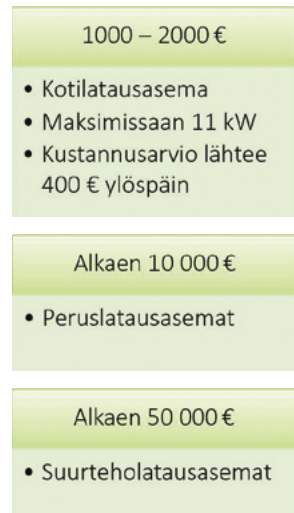 1000 – 2000 €
• Kotilatausasema
• Maksimissaan 11 kW
• Kustannusarvio lähtee
400 € ylöspäin
Alkaen 10 000 €
• Peruslatausasemat
Alkaen 50 000 €
• Suurteholatausasemat